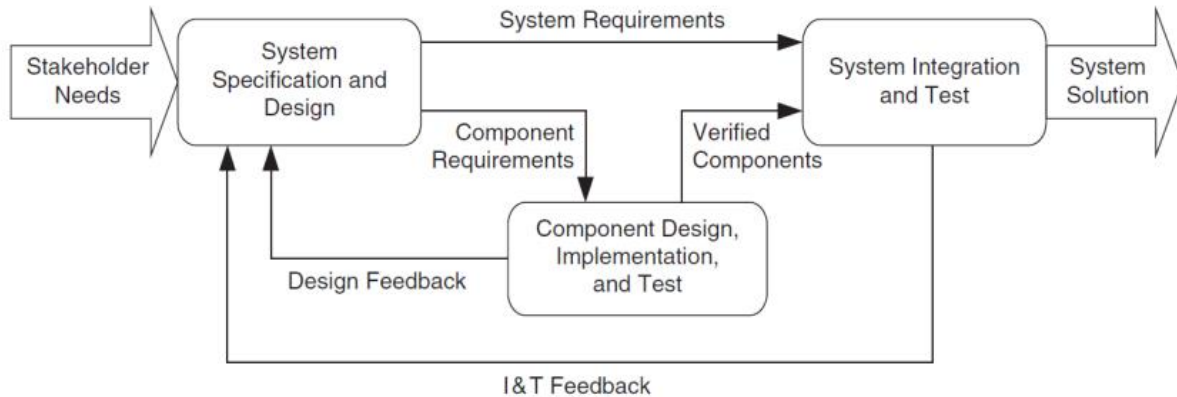 System Requirements
Stakeholder
Needs
System
Specification and
Design
System Integration
and Test
System
Solution
Component
Requirements
Verified
Components
Component Design,
Implementation,
and Test
Design Feedback
I&T Feedback